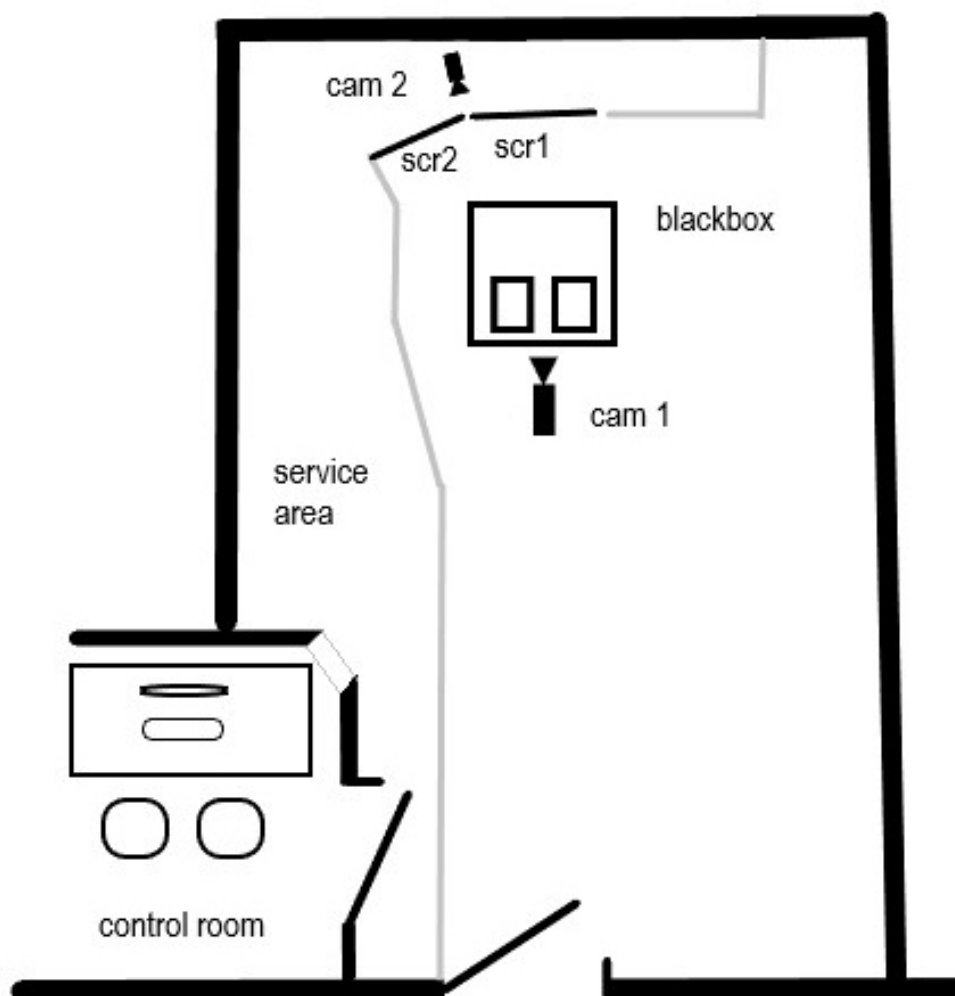 cam 2
scr2
scr1
blackbox
cam 1
service
area
control room